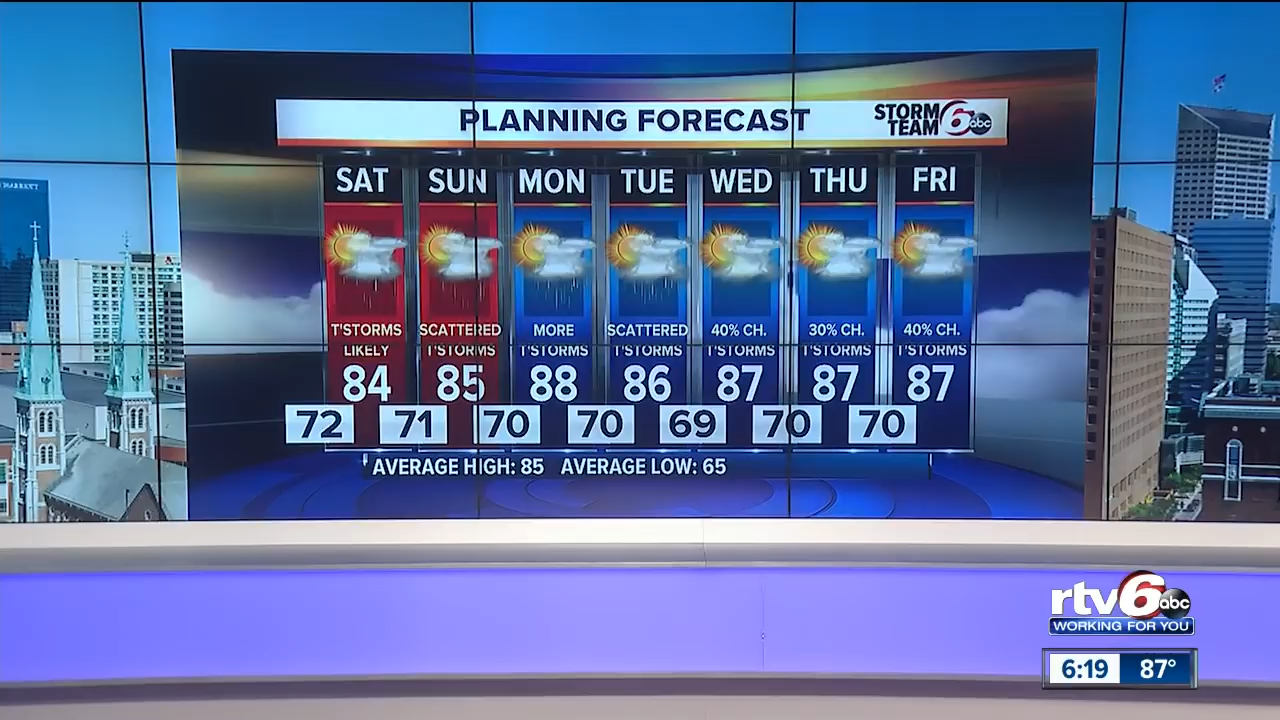 PLANNING FORECAST
STORM
TEAM 6 abc
SAT SUN MON TUE WED THU FRI
T'STORMS SCATTERED MORE SCATTERED 40% CH. 30% CH. 40% CH.
LIKELY T'STORMS T'STORMS T'STORMS T'STORMS T'STORMS T'STORMS
84 85 88 86 87 87 87
72 71 70 70 69 70 70
AVERAGE HIGH: 85 AVERAGE LOW: 65
rtv6 abc
WORKING FOR YOU
6:19 87°